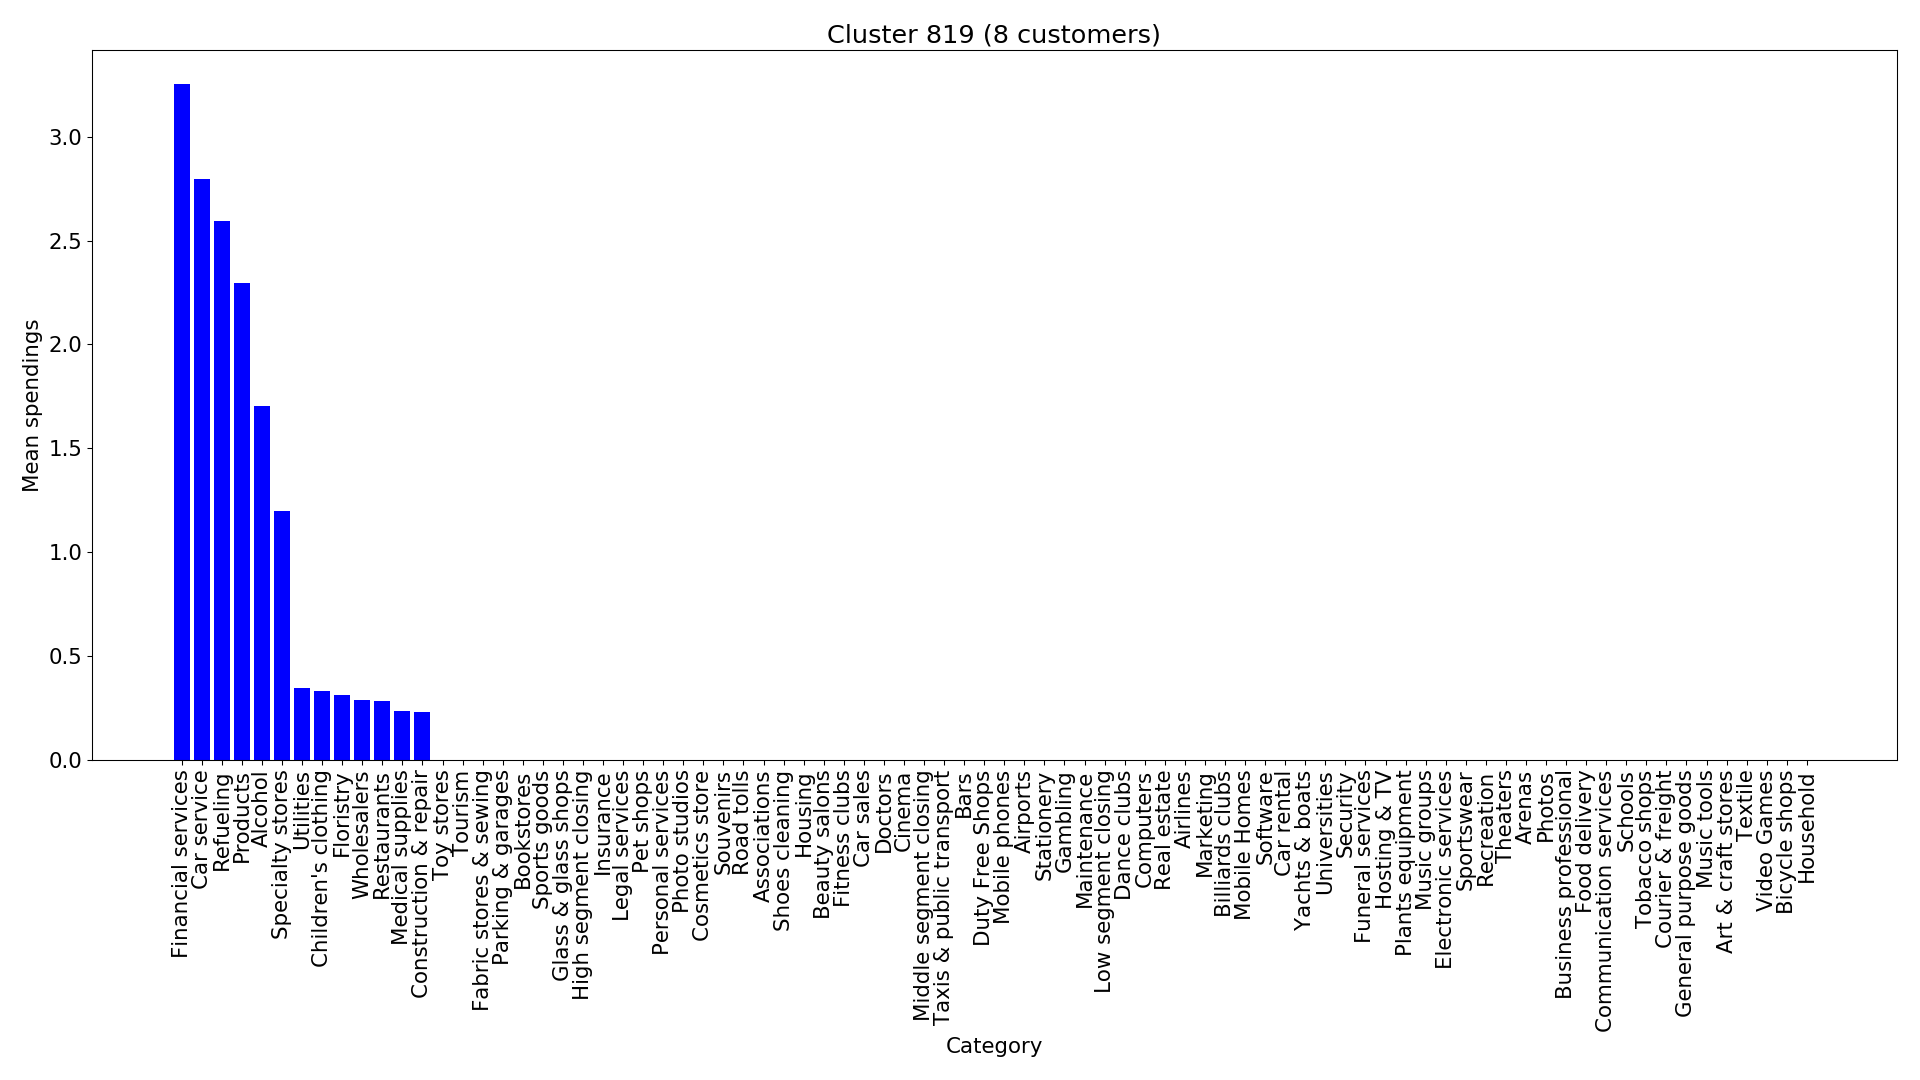 Cluster 819 (8 customers)
Mean spendings
3.0
2.5
2.0
1.5
1.0
0.5
0.0
Financial services
Car service
Refueling
Products
Alcohol
Specialty stores
Utilities
Children's clothing
Floristry
Wholesalers
Restaurants
Medical supplies
Construction & repair
Toy stores
Tourism
Fabric stores & sewing
Parking & garages
Bookstores
Sports goods
Glass & glass shops
High segment closing
Insurance
Legal services
Pet shops
Personal services
Photo studios
Cosmetics store
Souvenirs
Road tolls
Associations
Shoes cleaning
Housing
Beauty salons
Fitness clubs
Car sales
Doctors
Cinema
Middle segment closing
Taxis & public transport
Bars
Duty Free Shops
Mobile phones
Airports
Stationery
Gambling
Maintenance
Low segment closing
Dance clubs
Computers
Real estate
Airlines
Marketing
Billiards clubs
Mobile Homes
Software
Car rental
Yachts & boats
Universities
Security
Funeral services
Hosting & TV
Plants equipment
Music groups
Electronic services
Sportswear
Recreation
Theaters
Arenas
Photos
Business professional
Food delivery
Communication services
Schools
Tobacco shops
Courier & freight
General purpose goods
Music tools
Art & craft stores
Textile
Video Games
Bicycle shops
Household
Category